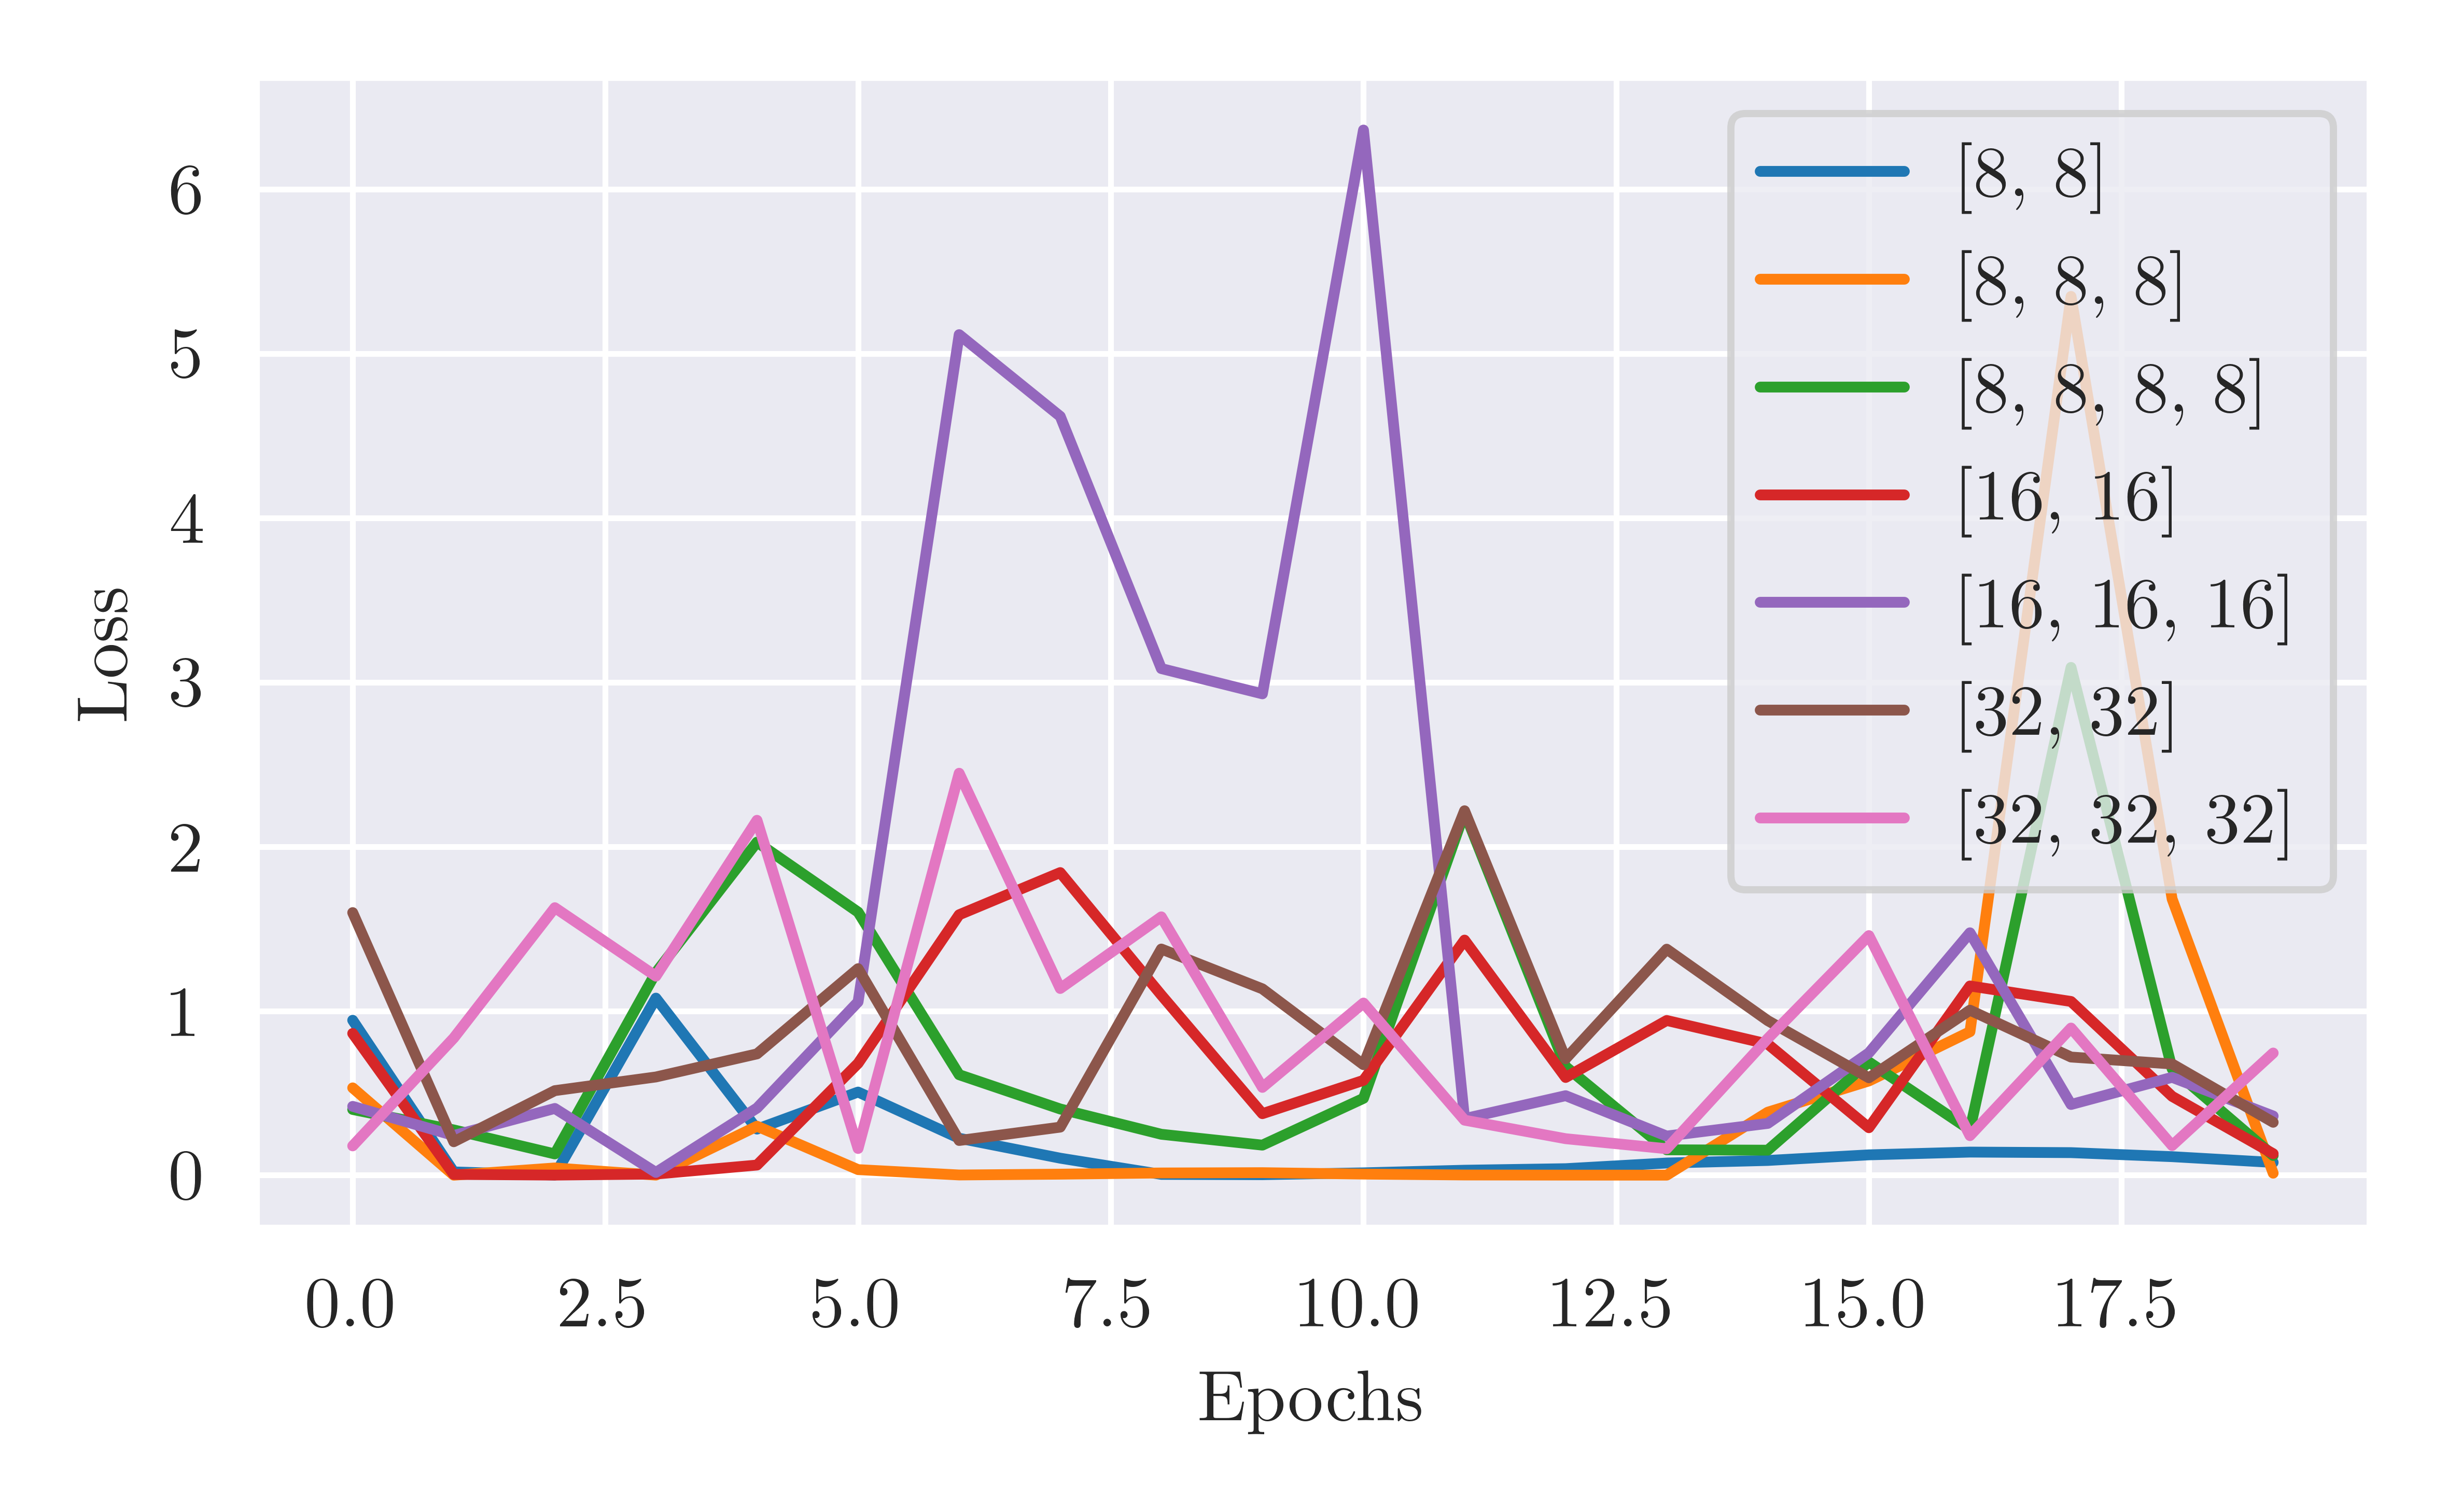 Loss
6
5
4
3
2
1
0
[8, 8]
[8, 8, 8]
[8, 8, 8, 8]
[16, 16]
[16, 16, 16]
[32, 32]
[32, 32, 32]
0.0 2.5 5.0 7.5 10.0 12.5 15.0 17.5
Epochs